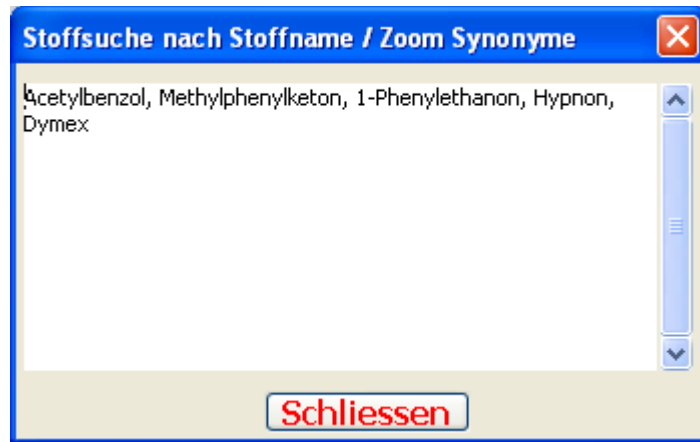 Stoffsuche nach Stoffname / Zoom Synonyme
Acetylbenzol, Methylphenylketon, 1-Phenylethanon, Hypnon,
Dymex
Schliessen